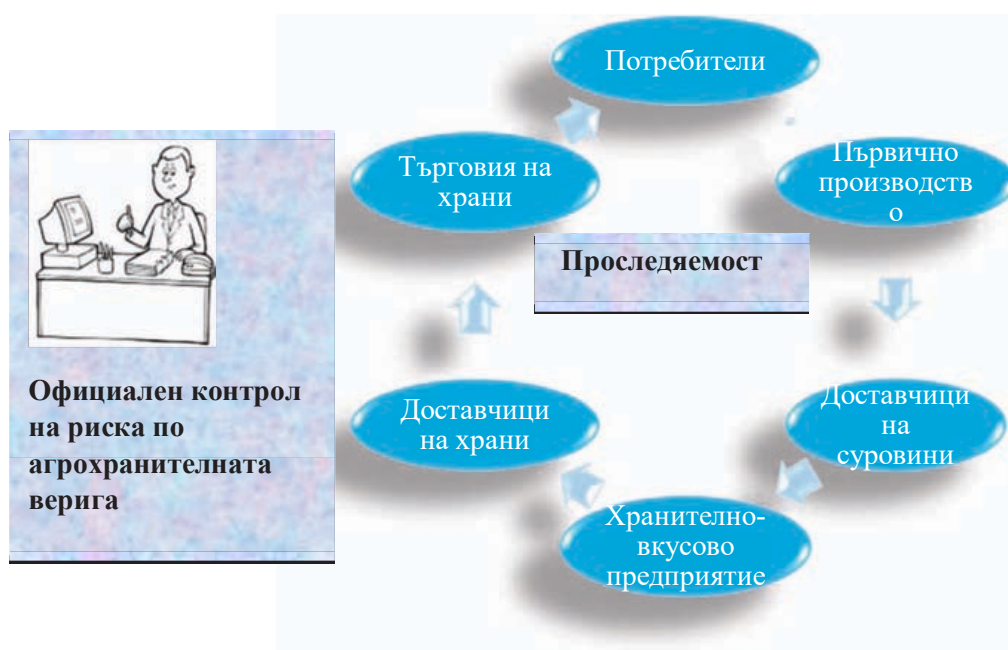 Потребители
Търговия на
храни
Първично
производств
о
Проследяемост
Официален контрол
на риска по
агрохранителната
верига
Доставчици
на храни
Доставчици
на
суровини
Хранително-
вкусово
предприятие